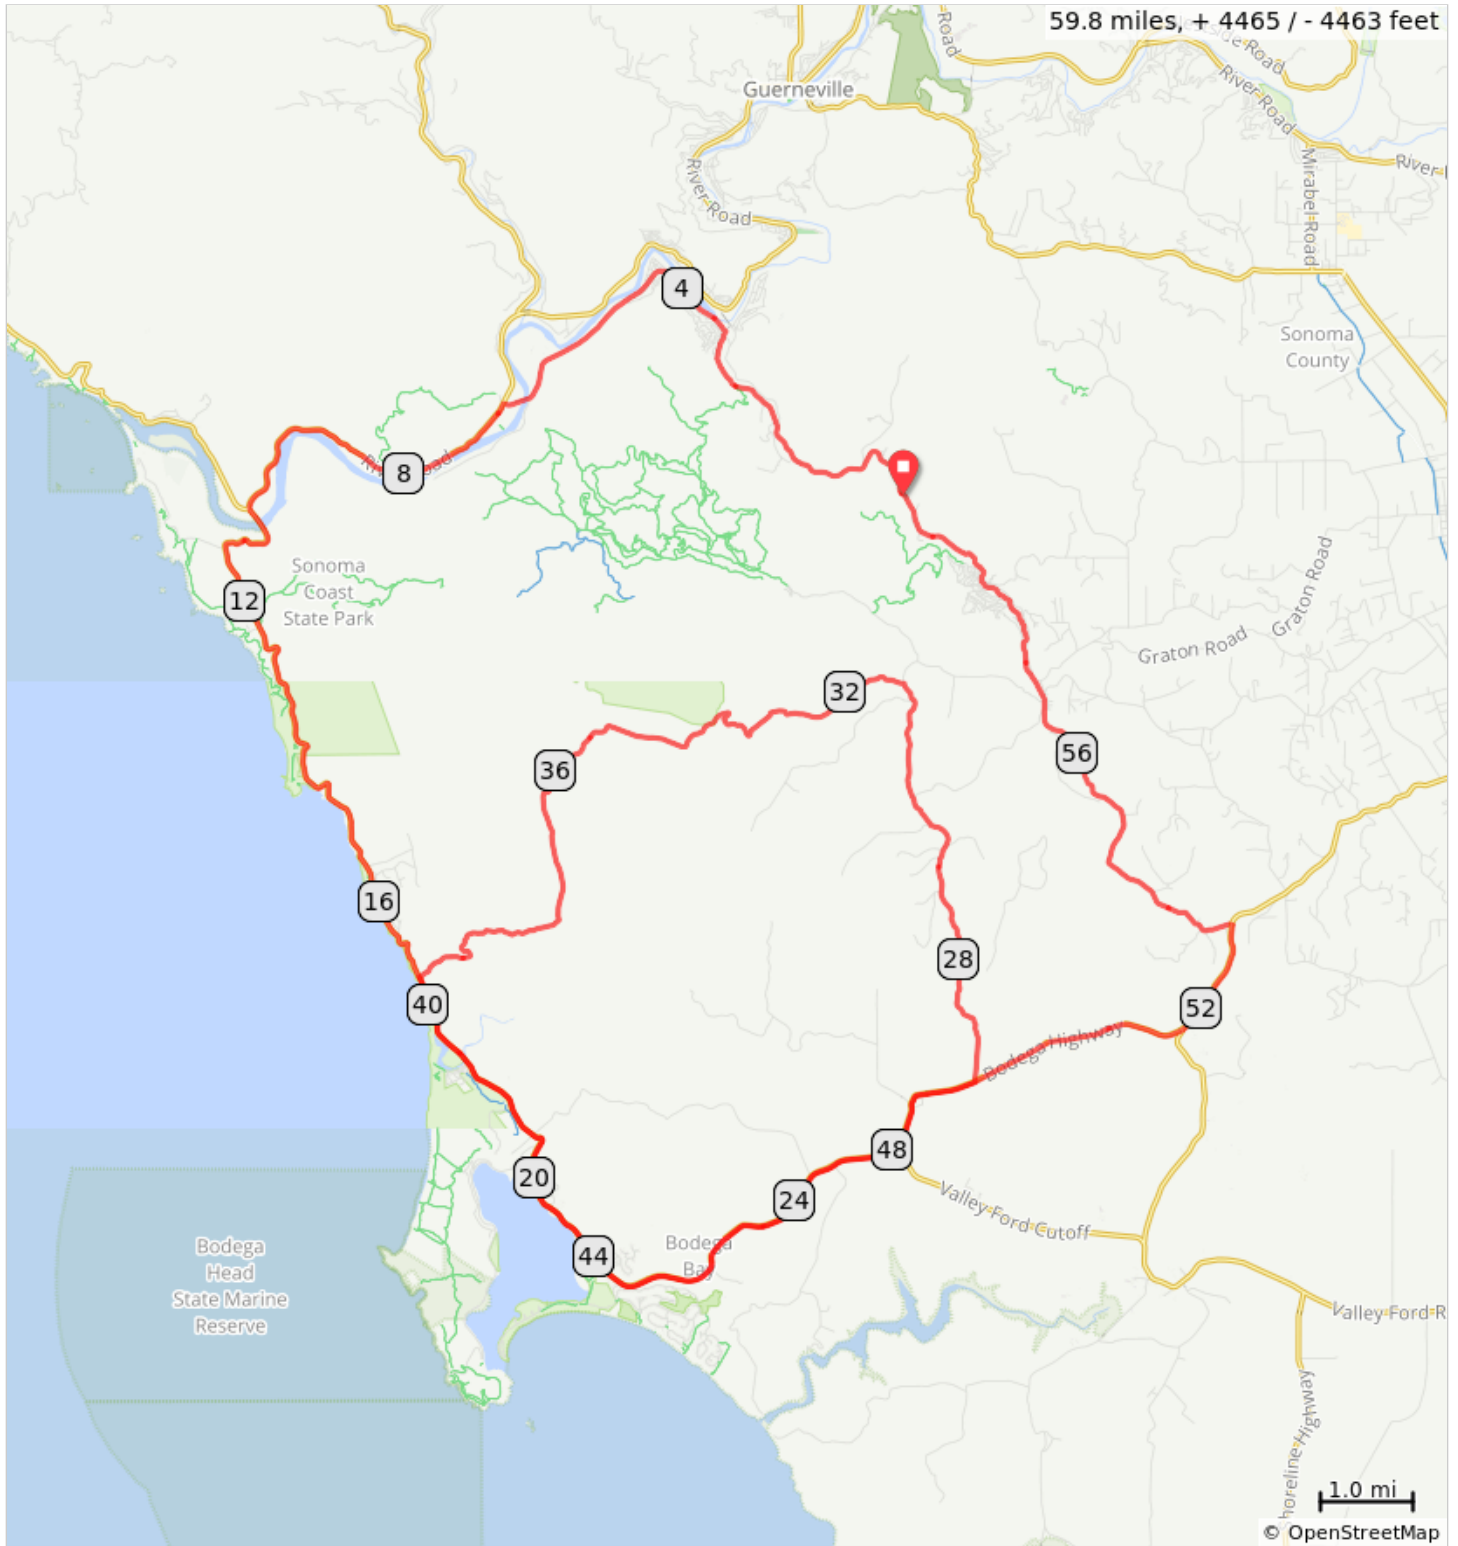 59.8 miles, + 4465 / - 4463 feet
Road
Road
Guerneville
River Road
River
Mirabel Road
River Road
4
Sonoma
County
8
Sonoma
Coast
State Park
12
Graton Road
Graton Road
32
56
36
16
28
40
52
Bodega Highway
48
20
24
Valley Ford Cutoff
44
Bodega
Bay
Bodega
Head
State Marine
Reserve
Valley Ford R
Shoreline Highway
1.0 mi
© OpenStreetMap